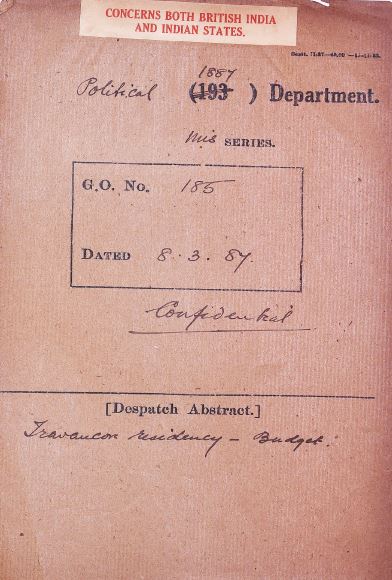 CONCERNS BOTH BRITISH INDIA
AND INDIAN STATES.
1887
Political (193 ) Department.
Mis SERIES.
G.O. No. 185
DATED 8.3.87.
Confidential
[Despatch Abstract.]
Travancore residency - Budget.